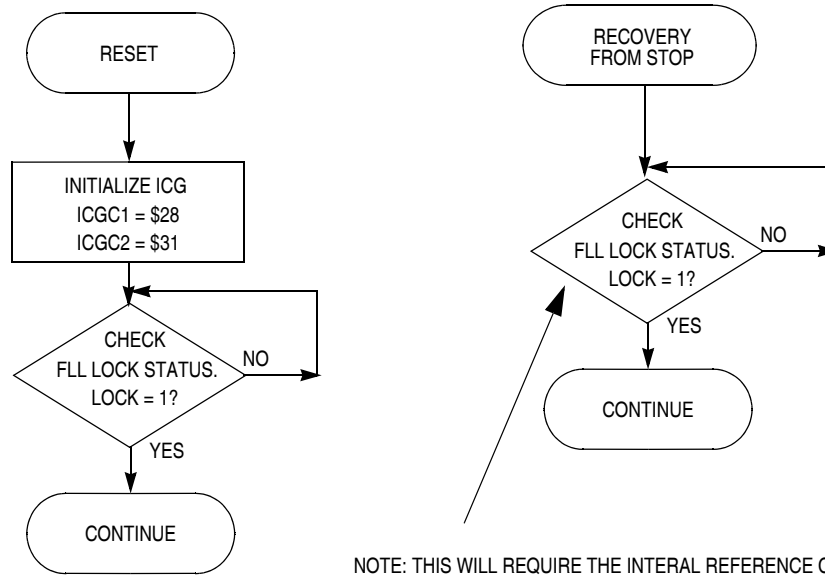 RESET
INITIALIZE ICG
ICGC1 = $28
ICGC2 = $31
CHECK
FLL LOCK STATUS.
LOCK = 1?
NO
YES
CONTINUE
RECOVERY
FROM STOP
CHECK
FLL LOCK STATUS.
LOCK = 1?
NO
YES
CONTINUE
NOTE: THIS WILL REQUIRE THE INTERAL REFERENCE